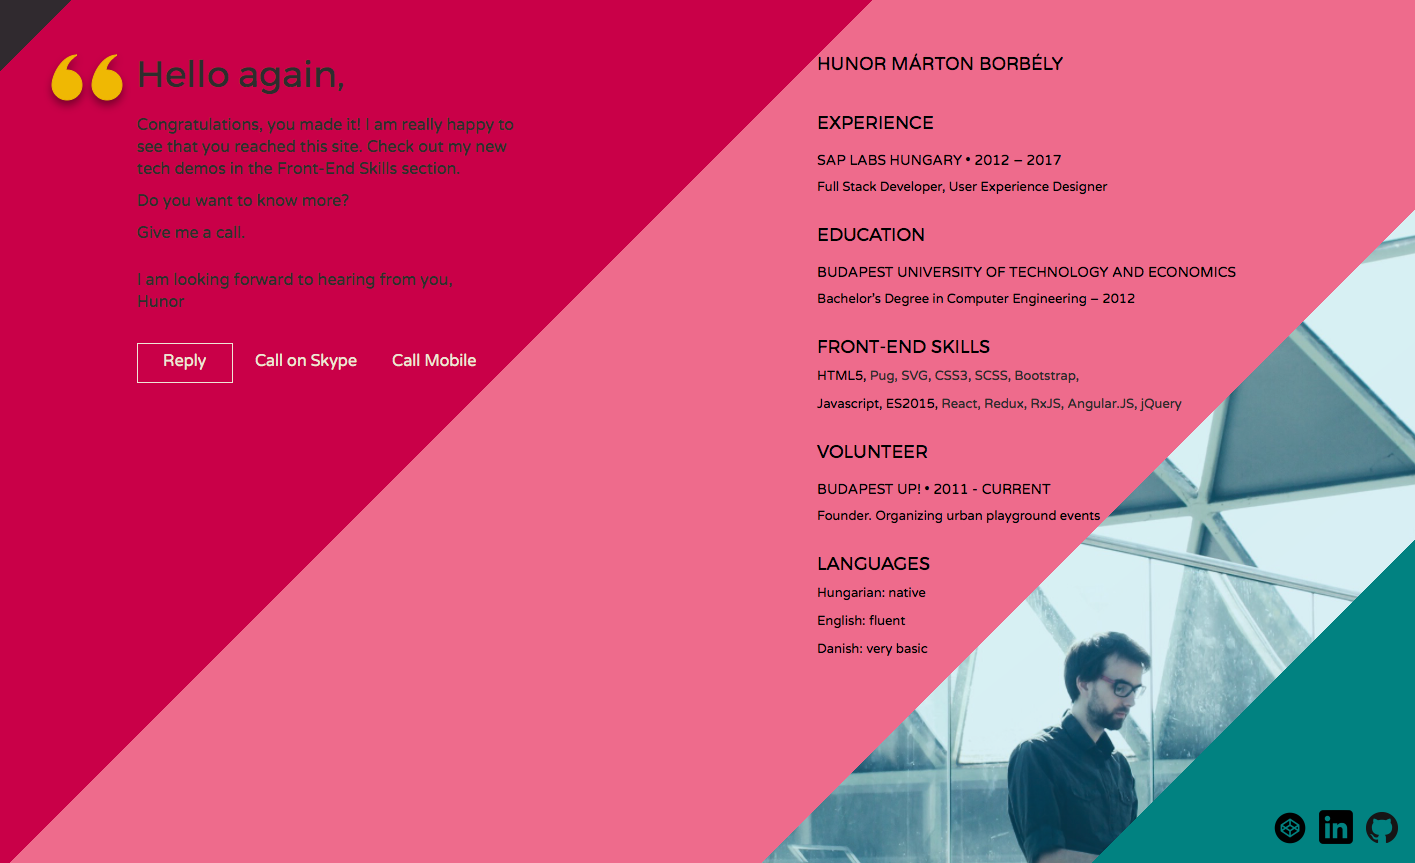 Hello again,
Congratulations, you made it! I am really happy to
see that you reached this site. Check out my new
tech demos in the Front-End Skills section.
Do you want to know more?
Give me a call.
I am looking forward to hearing from you,
Hunor
Reply
Call on Skype
Call Mobile
HUNOR MÁRTON BORBÉLY
EXPERIENCE
SAP LABS HUNGARY • 2012 – 2017
Full Stack Developer, User Experience Designer
EDUCATION
BUDAPEST UNIVERSITY OF TECHNOLOGY AND ECONOMICS
Bachelor's Degree in Computer Engineering – 2012
FRONT-END SKILLS
HTML5, Pug, SVG, CSS3, SCSS, Bootstrap,
Javascript, ES2015, React, Redux, RxJS, Angular.JS, jQuery
VOLUNTEER
BUDAPEST UP! • 2011 - CURRENT
Founder. Organizing urban playground events
LANGUAGES
Hungarian: native
English: fluent
Danish: very basic
in